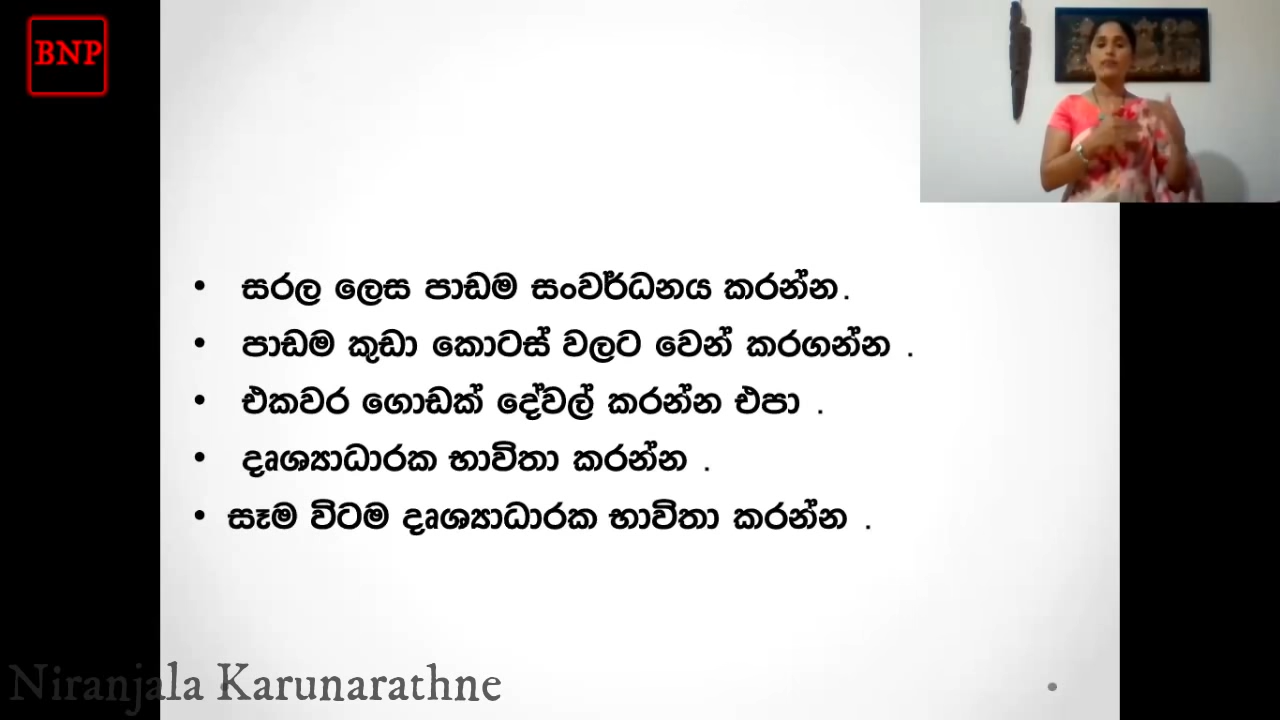 BNP
• සරල ලෙස පාඩම සංවර්ධනය කරන්න.
• පාඩම කුඩා කොටස් වලට වෙන් කරගන්න .
• එකවර ගොඩක් දේවල් කරන්න එපා .
• දෘශ්‍යාධාරක භාවිතා කරන්න .
• සෑම විටම දෘශ්‍යාධාරක භාවිතා කරන්න .
Niranjala Karunarathne